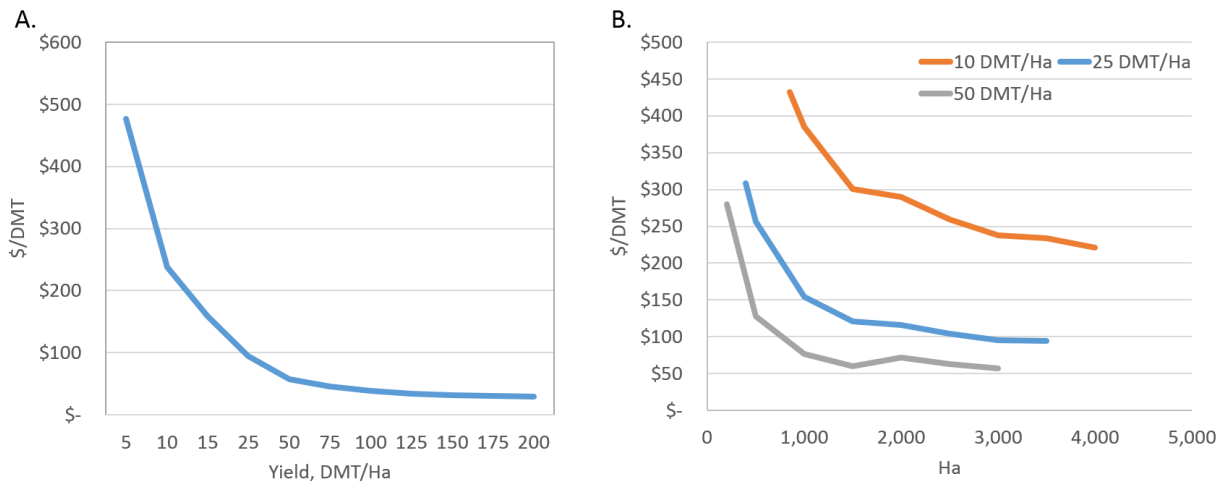 A.
$600
$500
$400
$300
$200
$100
$-
$/DMT
5 10 15 25 50 75 100 125 150 175 200
Yield, DMT/Ha
B.
$500
$450
$400
$350
$300
$250
$200
$150
$100
$50
$-
$/DMT
10 DMT/Ha 25 DMT/Ha
50 DMT/Ha
0 1,000 2,000 3,000 4,000 5,000
Ha